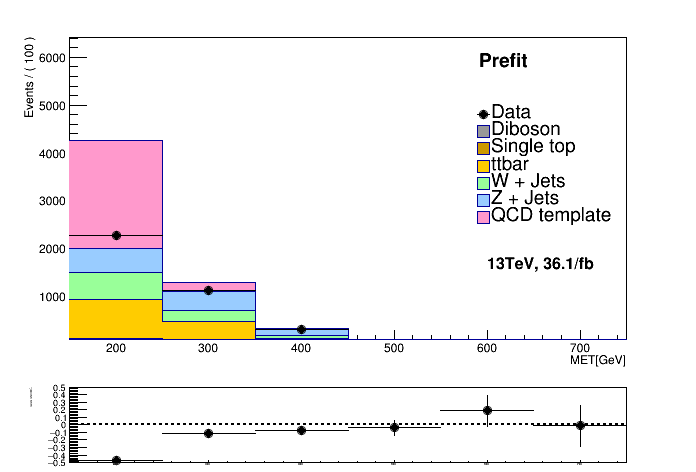 Events / ( 100 )
6000
5000
4000
3000
2000
1000
Prefit
Data
Diboson
Single top
ttbar
W + Jets
Z + Jets
QCD template
13TeV, 36.1/fb
200 300 400 500 600 700
MET[GeV]
0.5
0.4
0.3
0.2
0.1
0
−0.1
−0.2
−0.3
−0.4
−0.5